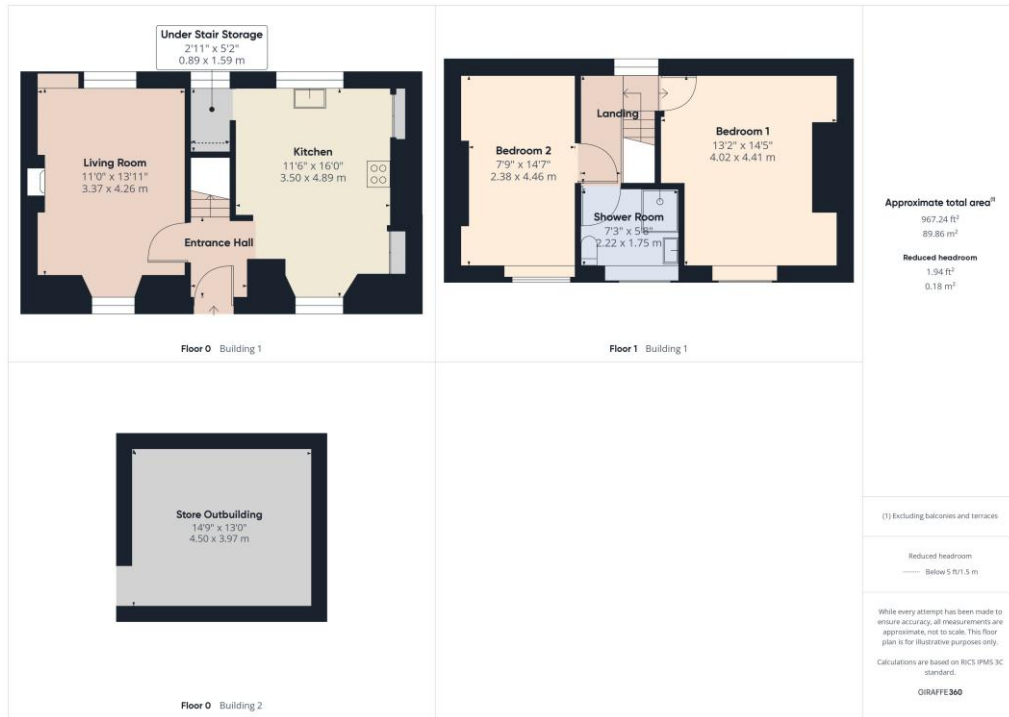 Under Stair Storage
2'11" x 5'2"
0.89 x 1.59 m
Living Room
11'0" x 13'11"
3.37 x 4.26 m
Kitchen
11'6" x 16'0"
3.50 x 4.89 m
Entrance Hall
Floor 0 Building 1
Landing
Bedroom 2
7'9" x 14'7"
2.38 x 4.46 m
Bedroom 1
13'2" x 14'5"
4.02 x 4.41 m
Shower Room
7'3" x 5'8"
2.22 x 1.75 m
Floor 1 Building 1
Store Outbuilding
14'9" x 13'0"
4.50 x 3.97 m
Floor 0 Building 2
Approximate total area(1)
967.24 ft²
89.86 m²
Reduced headroom
1.94 ft²
0.18 m²
(1) Excluding balconies and terraces
Reduced headroom
Below 5 ft/1.5 m
While every attempt has been made to
ensure accuracy, all measurements are
approximate, not to scale. This floor
plan is for illustrative purposes only.
Calculations are based on RICS IPMS 3C
standard.
GIRAFFE360